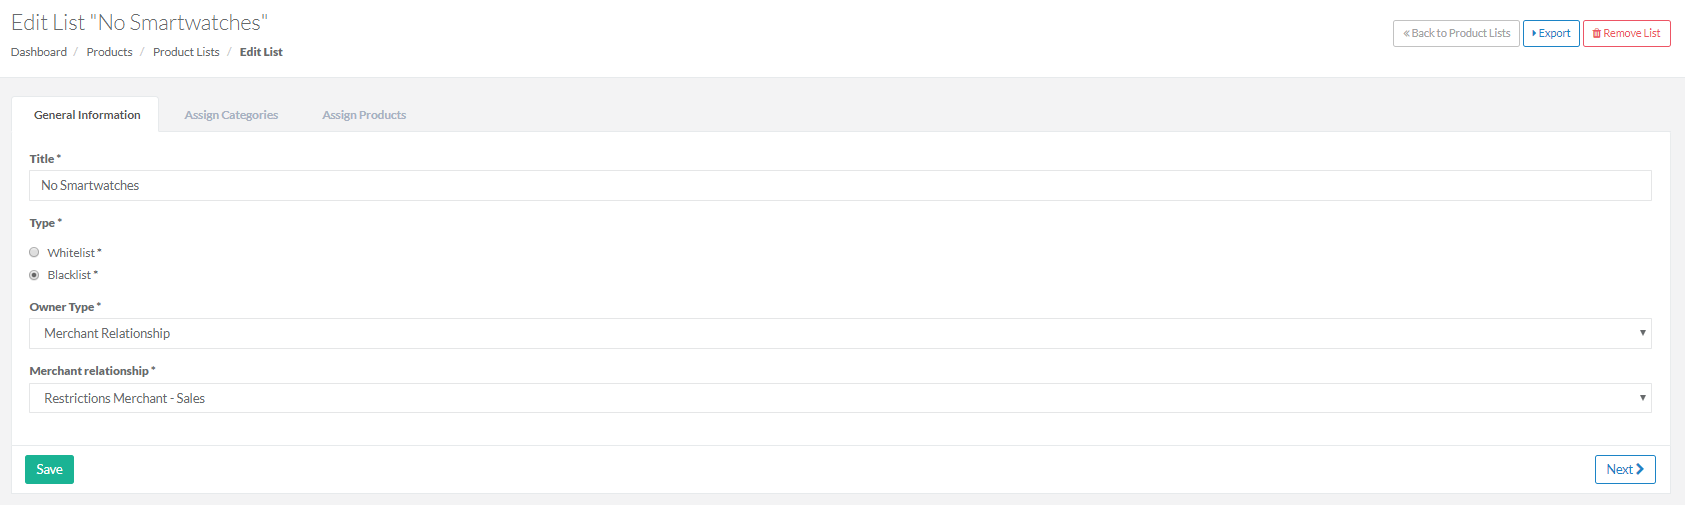 Edit List "No Smartwatches"
Dashboard / Products / Product Lists / Edit List
« Back to Product Lists
Export
Remove List
General Information
Assign Categories
Assign Products
Title *
No Smartwatches
Type *
Whitelist *
Blacklist *
Owner Type *
Merchant Relationship
Merchant relationship *
Restrictions Merchant - Sales
Save
Next